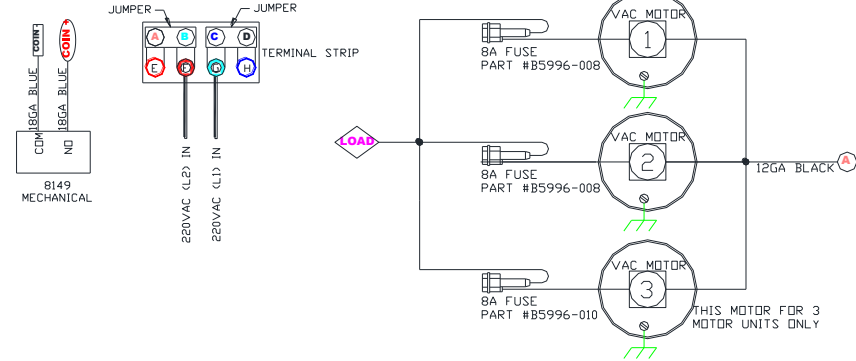 JUMPER
JUMPER
COIN-
COIN +
A
B
C
D
TERMINAL STRIP
E
F
G
H
18GA BLUE
18GA BLUE
COM
NO
8149
MECHANICAL
220VAC (L2) IN
220VAC (L1) IN
LOAD
8A FUSE
PART #B5996-008
VAC MOTOR
1
8A FUSE
PART #B5996-008
VAC MOTOR
2
12GA BLACK
A
8A FUSE
PART #B5996-010
VAC MOTOR
3
THIS MOTOR FOR 3
MOTOR UNITS ONLY